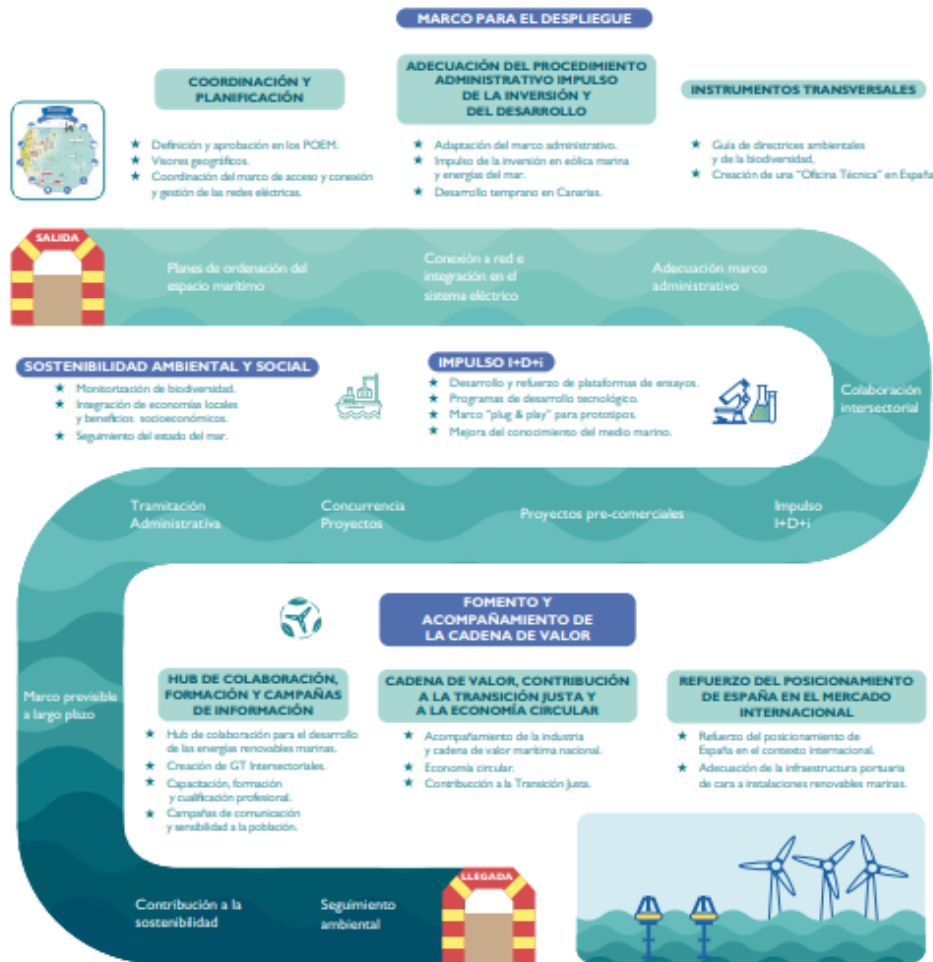 MARCO PARA EL DESPLIEGUE
COORDINACIÓN Y
PLANIFICACIÓN
★ Definición y aprobación en los POEM.
★ Visores geográficos.
★ Coordinación del marco de acceso y conexión
y gestión de las redes eléctricas.
ADECUACIÓN DEL PROCEDIMIENTO
ADMINISTRATIVO IMPULSO
DE LA INVERSIÓN Y
DEL DESARROLLO
★ Adaptación del marco administrativo.
★ Impulso de la inversión en eólica marina
y energías del mar.
★ Desarrollo temprano en Canarias.
INSTRUMENTOS TRANSVERSALES
★ Guía de directrices ambientales
y de la biodiversidad,
★ Creación de una "Oficina Técnica" en España
SALIDA
Planes de ordenación del
espacio marítimo
Conexión a red e
integración en el
sistema eléctrico
Adecuación marco
administrativo
Colaboración
intersectorial
SOSTENIBILIDAD AMBIENTAL Y SOCIAL
★ Monitorización de biodiversidad.
★ Integración de economías locales
y beneficios socioeconómicos.
★ Seguimiento del estado del mar.
IMPULSO I+D+i
★ Desarrollo y refuerzo de plataformas de ensayos.
★ Programas de desarrollo tecnológico.
★ Marco "plug & play" para prototipos.
★ Mejora del conocimiento del medio marino.
Tramitación
Administrativa
Concurrencia
Proyectos
Proyectos pre-comerciales
Impulso
I+D+i
Marco previsible
a largo plazo
FOMENTO Y
ACOMPAÑAMIENTO DE
LA CADENA DE VALOR
HUB DE COLABORACIÓN,
FORMACIÓN Y CAMPAÑAS
DE INFORMACIÓN
★ Hub de colaboración para el desarrollo
de las energías renovables marinas.
★ Creación de GT Intersectoriales.
★ Capacitación, formación
y cualificación profesional.
★ Campañas de comunicación
y sensibilidad a la población.
CADENA DE VALOR, CONTRIBUCIÓN
A LA TRANSICIÓN JUSTA Y
A LA ECONOMÍA CIRCULAR
★ Acompañamiento de la industria
y cadena de valor marítima nacional.
★ Economía circular.
★ Contribución a la Transición Justa.
REFUERZO DEL POSICIONAMIENTO
DE ESPAÑA EN EL MERCADO
INTERNACIONAL
★ Refuerzo del posicionamiento de
España en el contexto internacional.
★ Adecuación de la infraestructura portuaria
de cara a instalaciones renovables marinas.
Contribución a la
sostenibilidad
Seguimiento
ambiental
LLEGADA